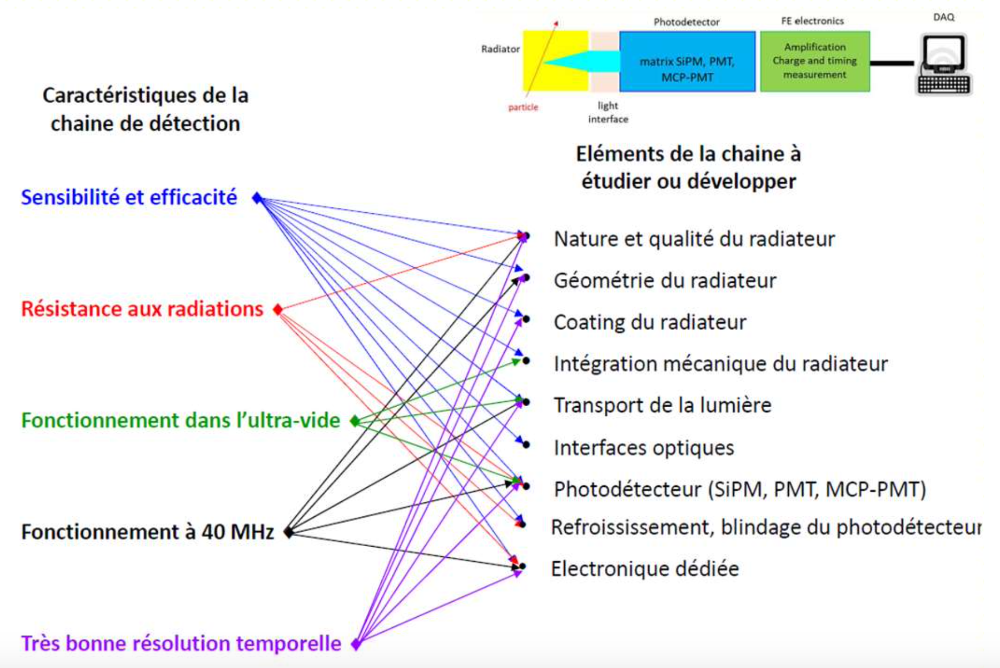 DAQ
Photodetector
FE electronics
Radiator
matrix SiPM, PMT,
MCP-PMT
Amplification
Charge and timing
measurement
particle
light
interface
Caractéristiques de la
chaine de détection
Eléments de la chaine à
étudier ou développer
Sensibilité et efficacité
Résistance aux radiations
Fonctionnement dans l’ultra-vide
Fonctionnement à 40 MHz
Très bonne résolution temporelle
Nature et qualité du radiateur
Géométrie du radiateur
Coating du radiateur
Intégration mécanique du radiateur
Transport de la lumière
Interfaces optiques
Photodétecteur (SiPM, PMT, MCP-PMT)
Refroississement, blindage du photodétecteur
Electronique dédiée